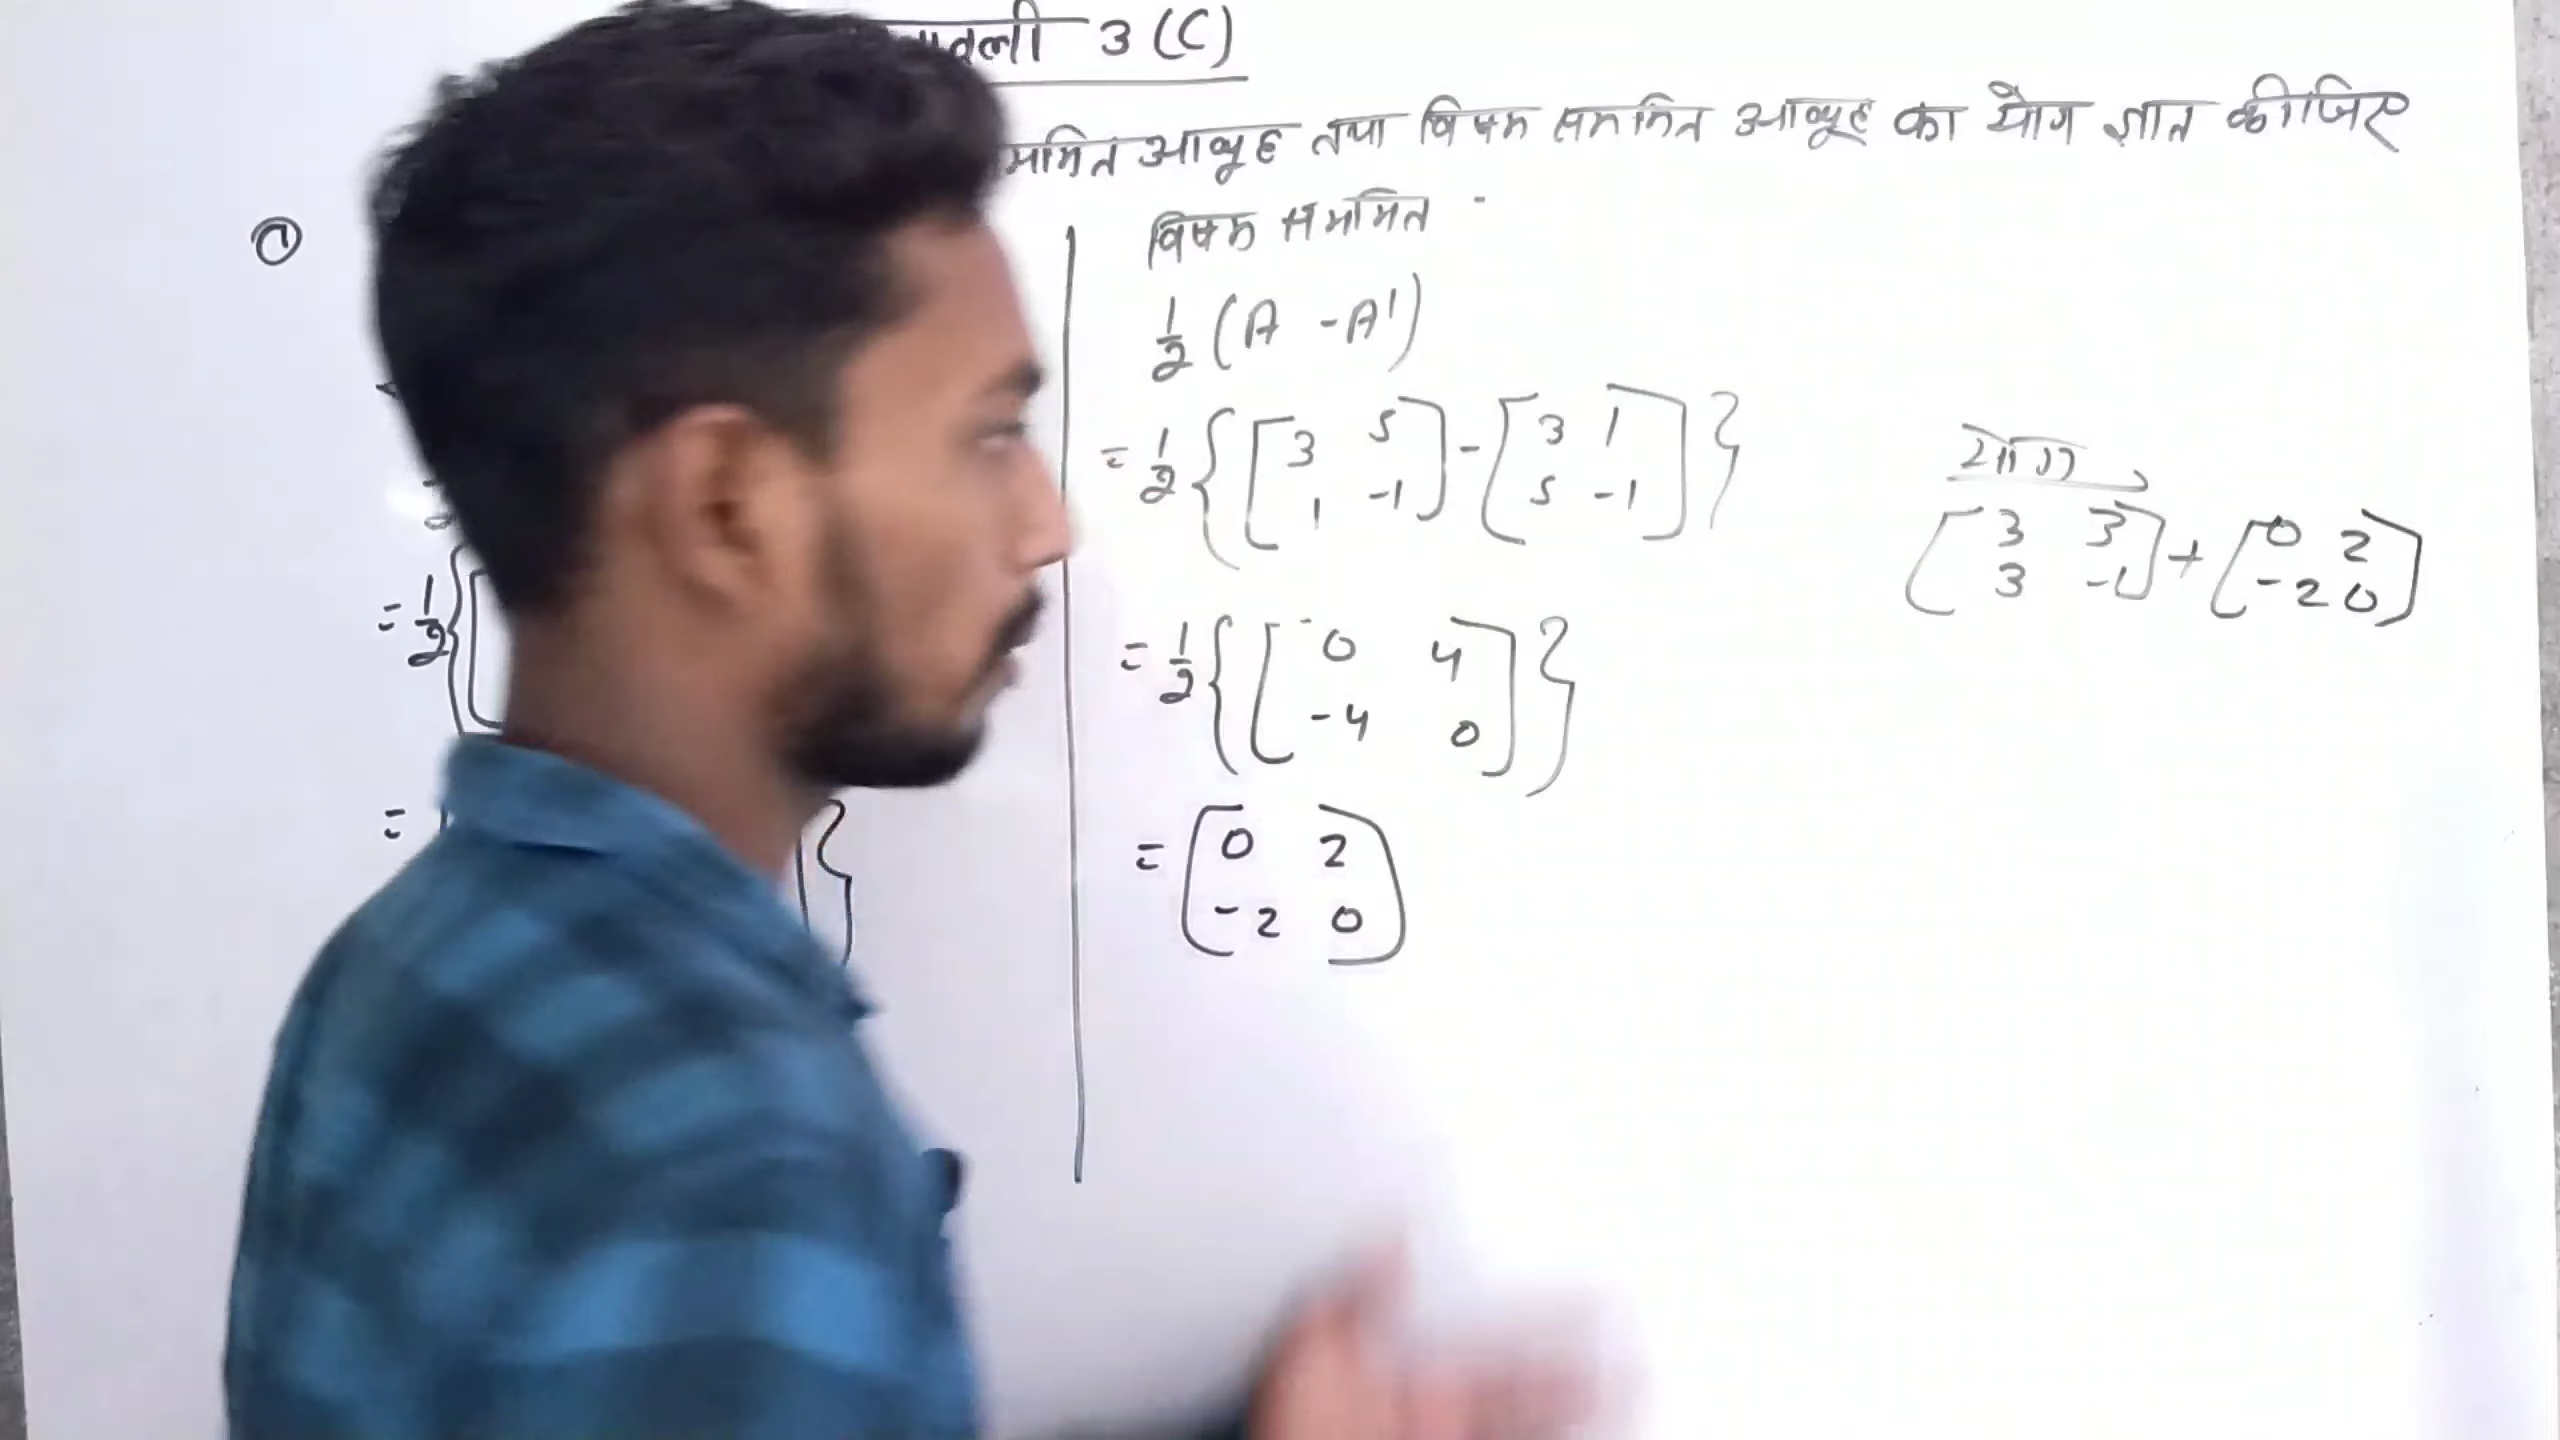 3 (C)
आव्यूह तथा विषम सममित आव्यूह का योग ज्ञात कीजिए
①
विषम सममित
1/2 (A - A')
= 1/2 { [ 3 5
1 -1 ] - [ 3 1
5 -1 ] }
योग
[ 3 3
3 -1 ] + [ 0 2
-2 0 ]
= 1/2 {
= 1/2 { [ 0 4
-4 0 ] }
=
= [ 0 2
-2 0 ]